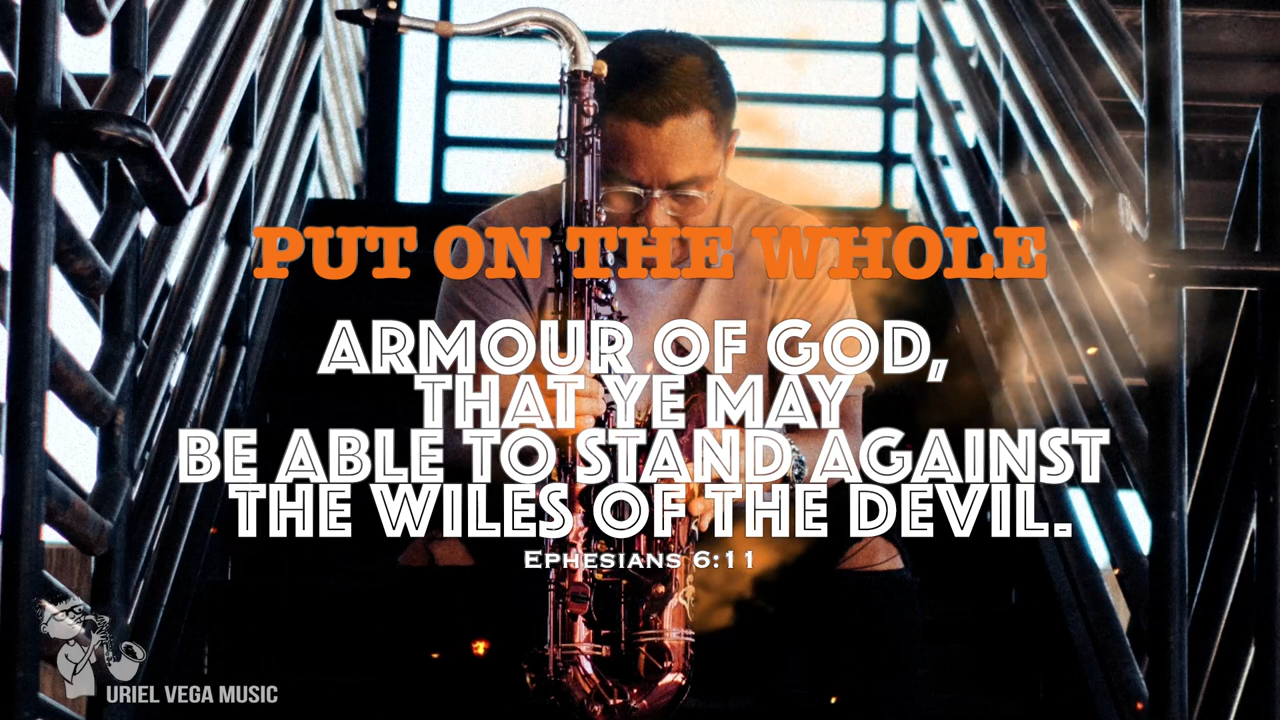 PUT ON THE WHOLE
ARMOUR OF GOD,
THAT YE MAY
BE ABLE TO STAND AGAINST
THE WILES OF THE DEVIL.
EPHESIANS 6:11
URIEL VEGA MUSIC